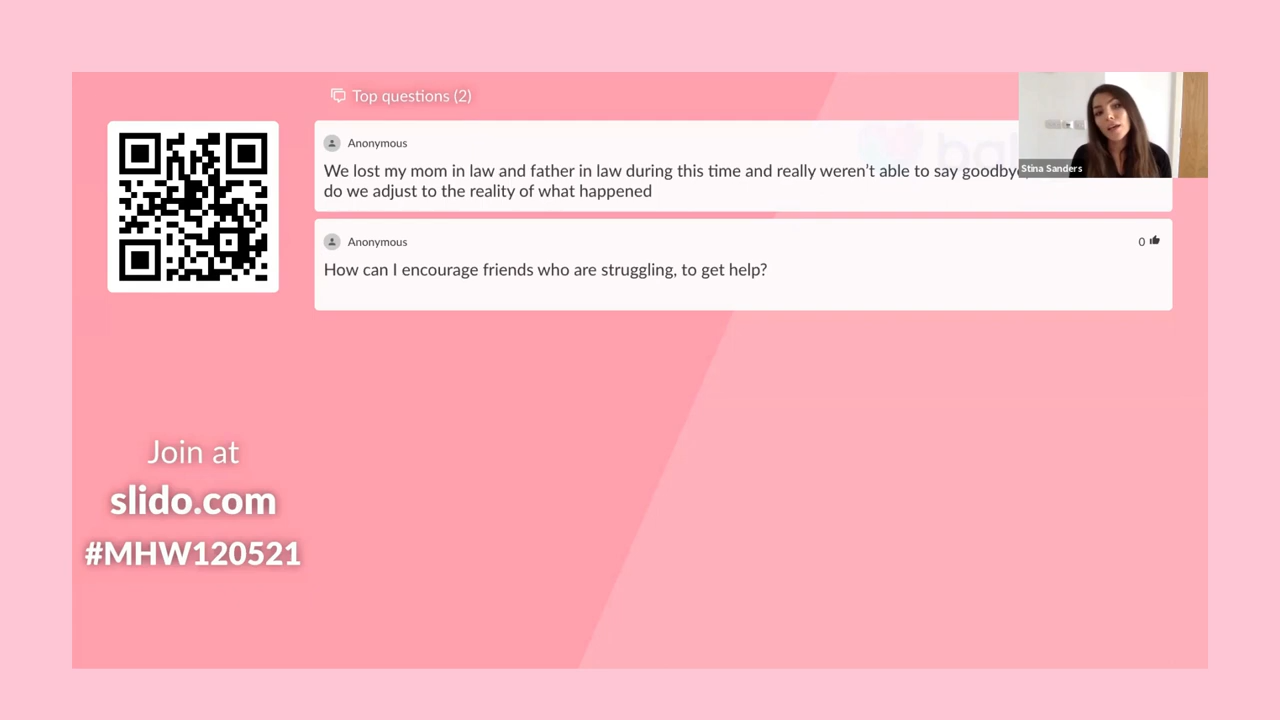 Top questions (2)
Anonymous
We lost my mom in law and father in law during this time and really weren't able to say goodbye
do we adjust to the reality of what happened
Stina Sanders
Anonymous
0
How can I encourage friends who are struggling, to get help?
Join at
slido.com
#MHW120521